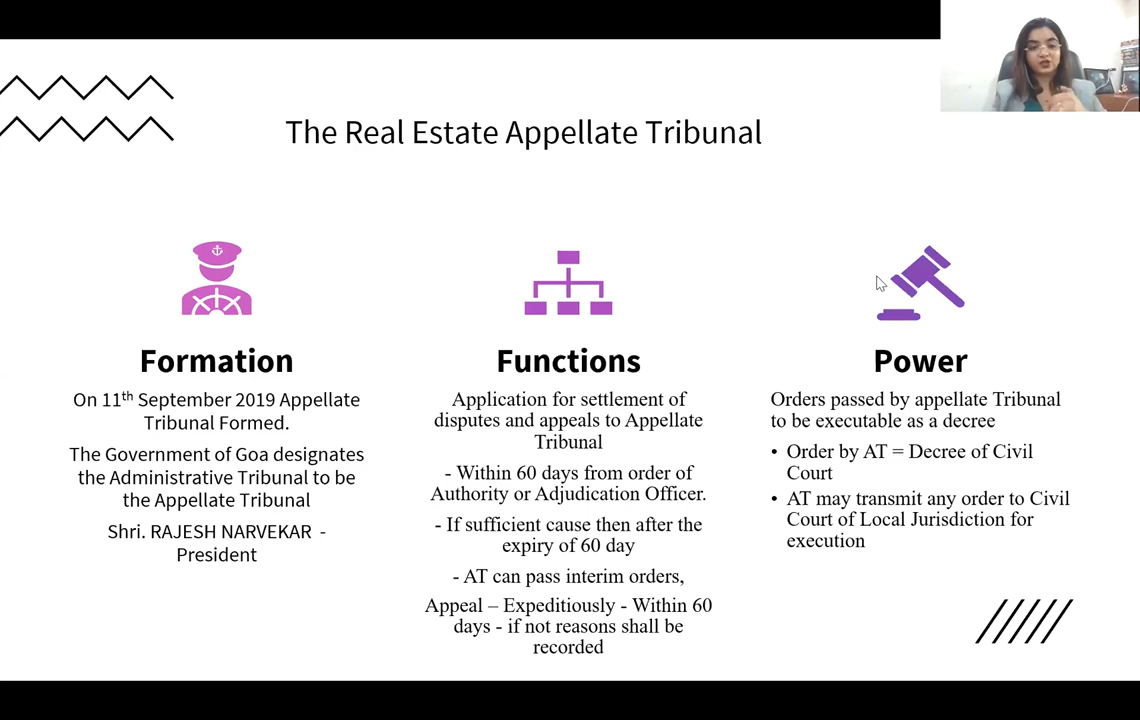 The Real Estate Appellate Tribunal
Formation
On 11th September 2019 Appellate
Tribunal Formed.
The Government of Goa designates
the Administrative Tribunal to be
the Appellate Tribunal
Shri. RAJESH NARVEKAR -
President
Functions
Application for settlement of
disputes and appeals to Appellate
Tribunal
- Within 60 days from order of
Authority or Adjudication Officer.
- If sufficient cause then after the
expiry of 60 day
- AT can pass interim orders,
Appeal – Expeditiously - Within 60
days - if not reasons shall be
recorded
Power
Orders passed by appellate Tribunal
to be executable as a decree
• Order by AT = Decree of Civil
Court
• AT may transmit any order to Civil
Court of Local Jurisdiction for
execution